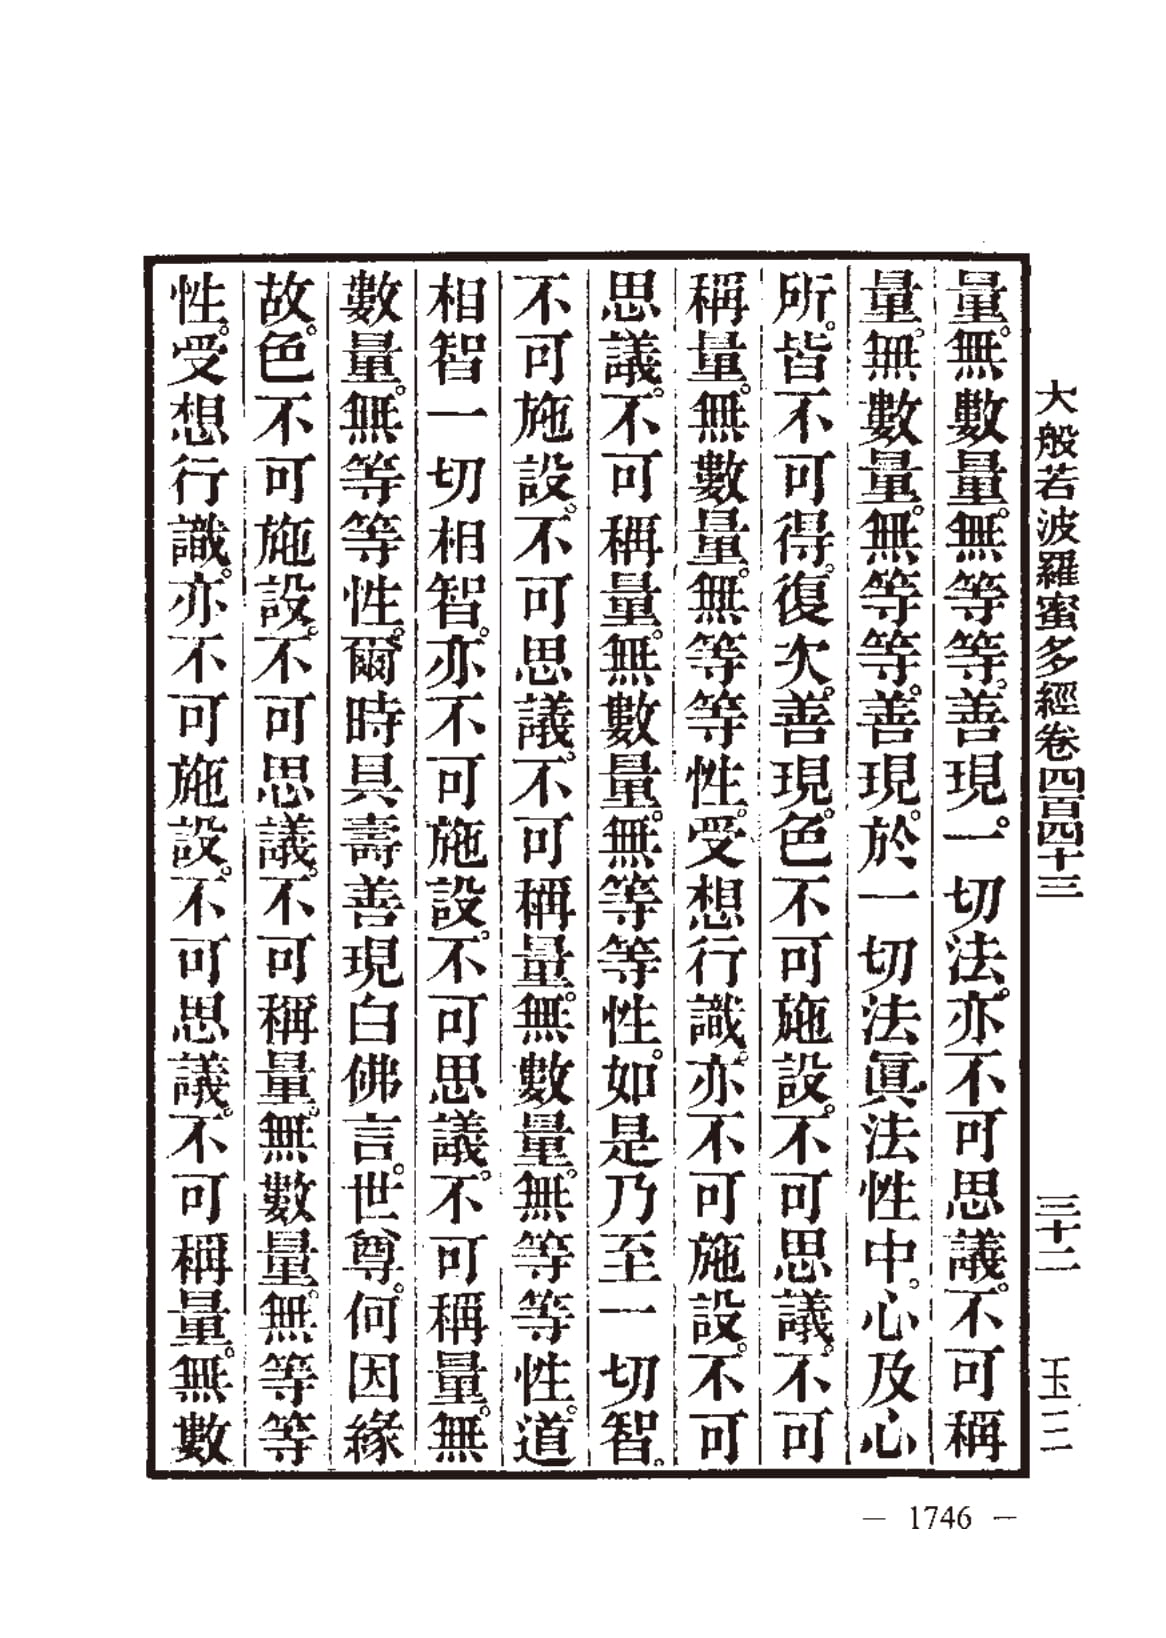 大般若波羅蜜多經卷四百四十三　三十二　玉三
量。無數量。無等等。善現。一切法。亦不可思議。不可稱
量。無數量。無等等。善現。於一切法眞法性中。心及心
所。皆不可得。復次。善現。色不可施設。不可思議。不可
稱量。無數量。無等等性。受想行識。亦不可施設。不可
思議。不可稱量。無數量。無等等性。如是乃至一切智。
不可施設。不可思議。不可稱量。無數量。無等等性。道
相智一切相智。亦不可施設。不可思議。不可稱量。無
數量。無等等性。爾時具壽善現白佛言。世尊。何因緣
故。色不可施設。不可思議。不可稱量。無數量。無等等
性。受想行識。亦不可施設。不可思議。不可稱量。無數
— 1746 —